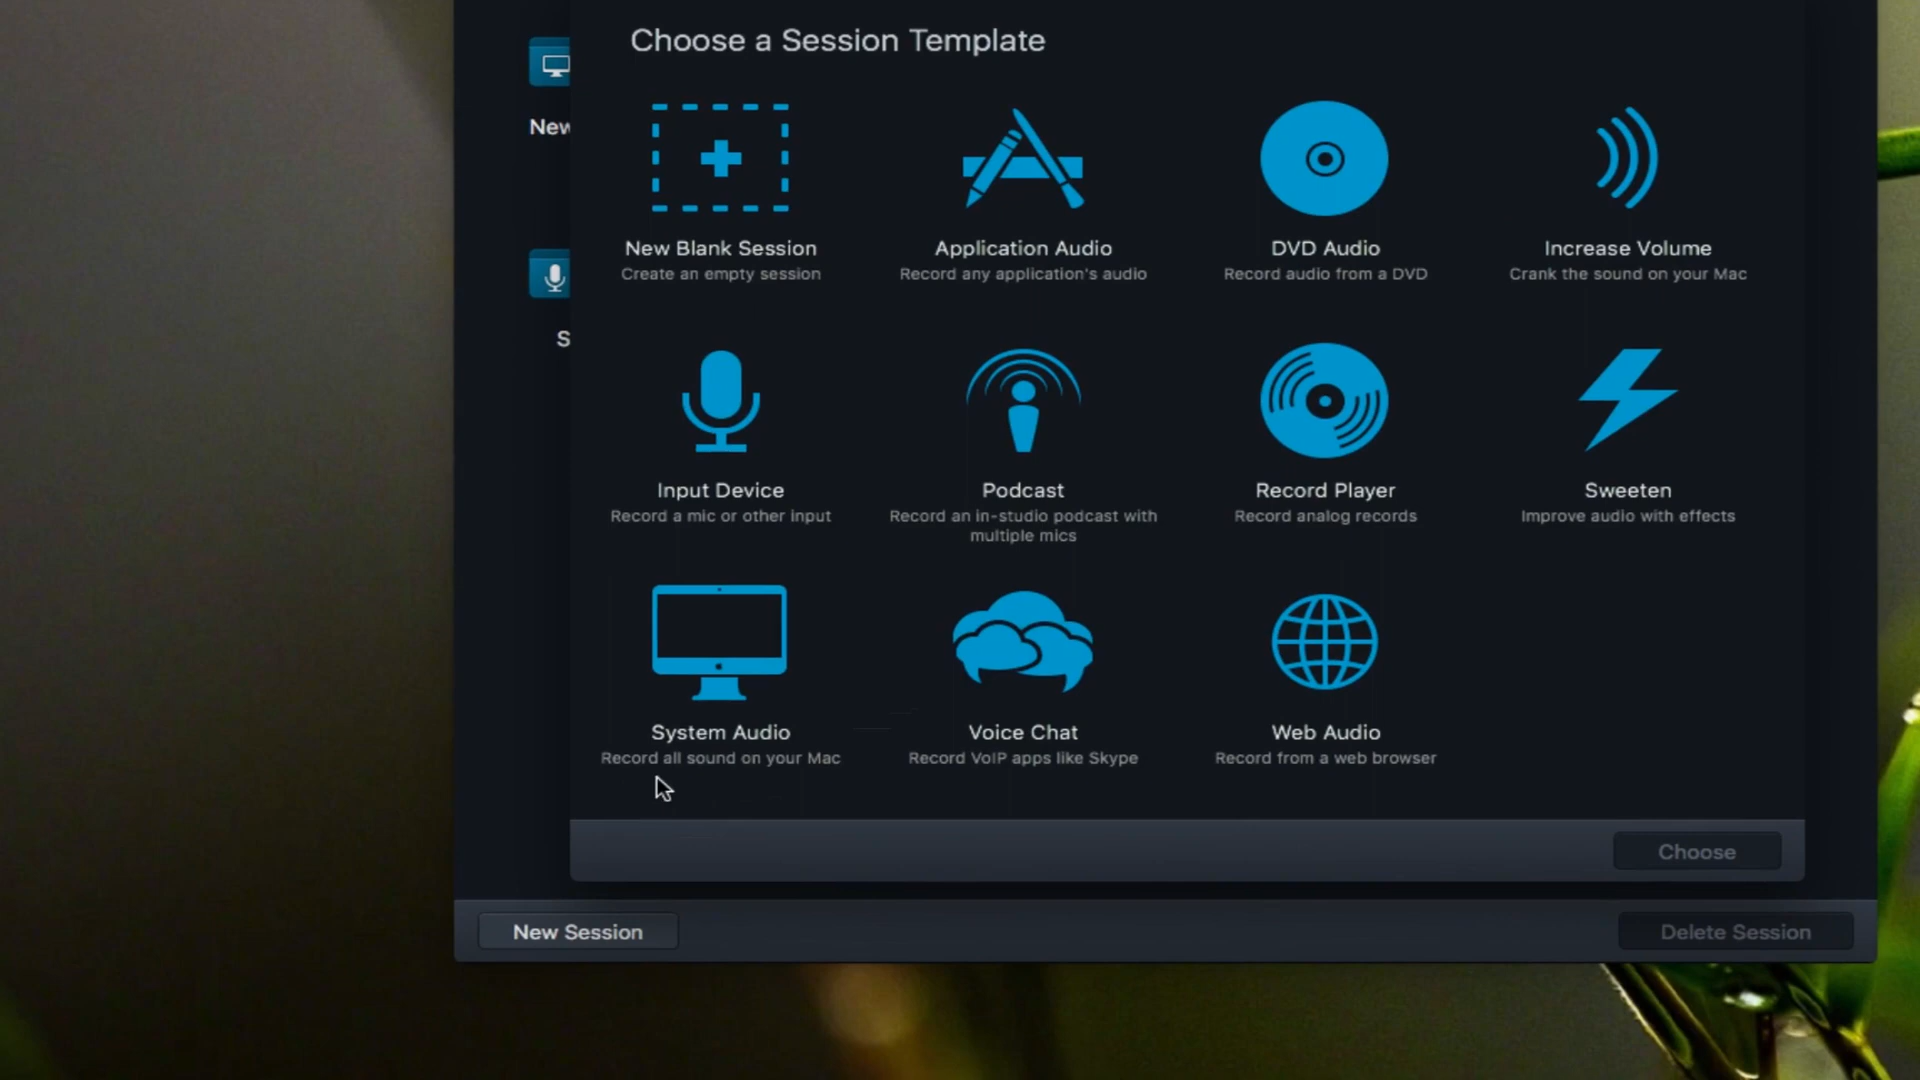 Choose a Session Template
New
New Blank Session
Create an empty session
Application Audio
Record any application's audio
DVD Audio
Record audio from a DVD
Increase Volume
Crank the sound on your Mac
S
Input Device
Record a mic or other input
Podcast
Record an in-studio podcast with
multiple mics
Record Player
Record analog records
Sweeten
Improve audio with effects
System Audio
Record all sound on your Mac
Voice Chat
Record VoIP apps like Skype
Web Audio
Record from a web browser
Choose
New Session
Delete Session